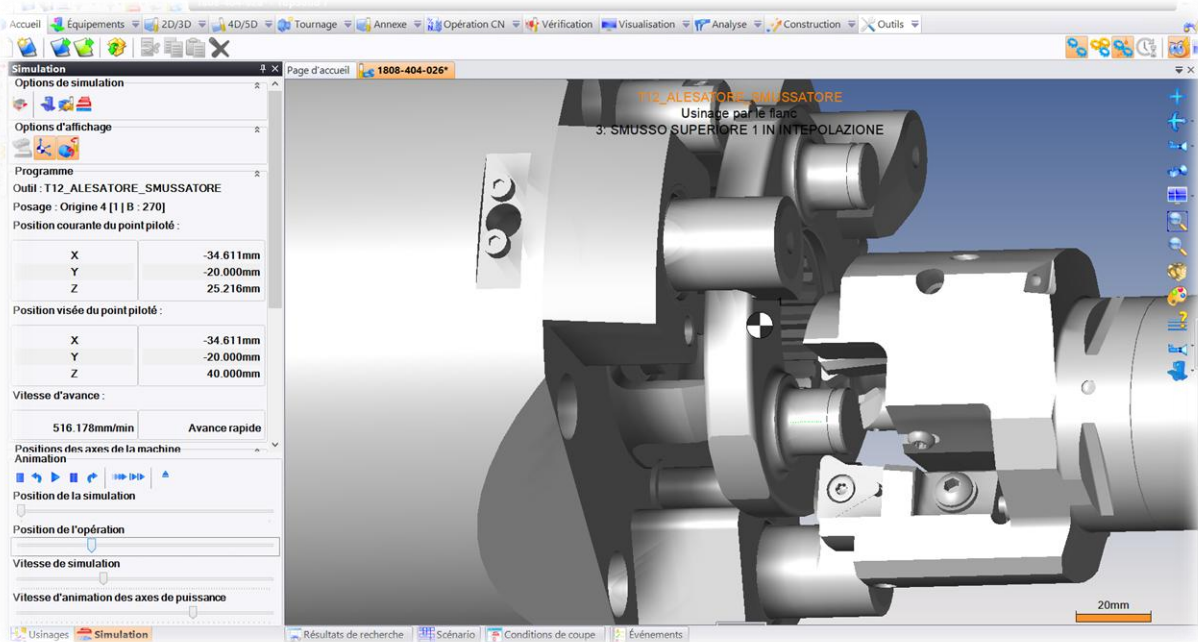 Accueil Équipements 2D/3D 4D/5D Tournage Annexe Opération CN Vérification Visualisation Analyse Construction Outils
Simulation
Page d'accueil 1808-404-026*
Options de simulation
Options d'affichage
Programme
Outil : T12_ALESATORE_SMUSSATORE
Posage : Origine 4 [1 | B : 270]
Position courante du point piloté :
X -34.611mm
Y -20.000mm
Z 25.216mm
Position visée du point piloté :
X -34.611mm
Y -20.000mm
Z 40.000mm
Vitesse d'avance :
516.178mm/min Avance rapide
Positions des axes de la machine
Animation
Position de la simulation
Position de l'opération
Vitesse de simulation
Vitesse d'animation des axes de puissance
Usinages Simulation
T12_ALESATORE_SMUSSATORE
Usinage par le flanc
3: SMUSSO SUPERIORE 1 IN INTEPOLAZIONE
1
20mm
Résultats de recherche Scénario Conditions de coupe Événements